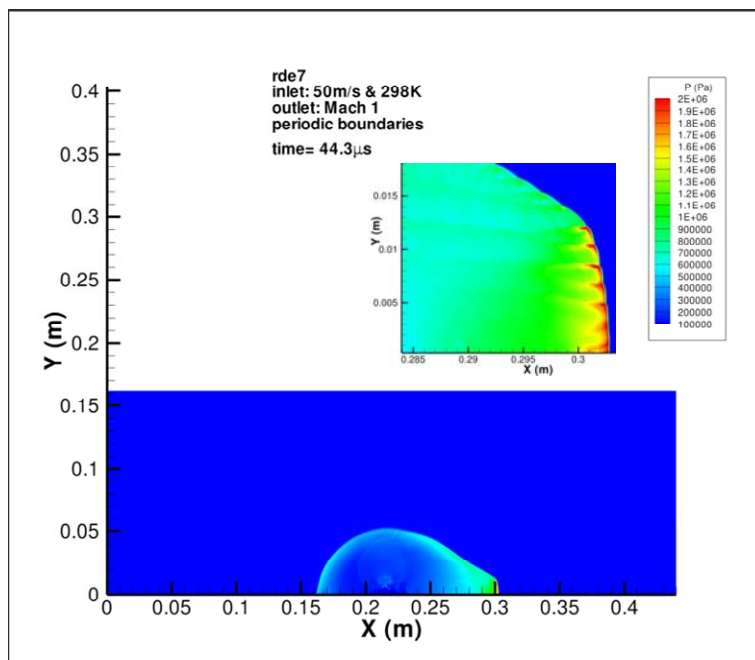 rde7
inlet: 50m/s & 298K
outlet: Mach 1
periodic boundaries
time= 44.3μs
P (Pa)
2E+06
1.9E+06
1.8E+06
1.7E+06
1.6E+06
1.5E+06
1.4E+06
1.3E+06
1.2E+06
1.1E+06
1E+06
900000
800000
700000
600000
500000
400000
300000
200000
100000
0.015
0.01
0.005
Y (m)
0.285
0.29
0.295
0.3
X (m)
0.4
0.35
0.3
0.25
0.2
0.15
0.1
0.05
0
Y (m)
0
0.05
0.1
0.15
0.2
0.25
0.3
0.35
0.4
X (m)